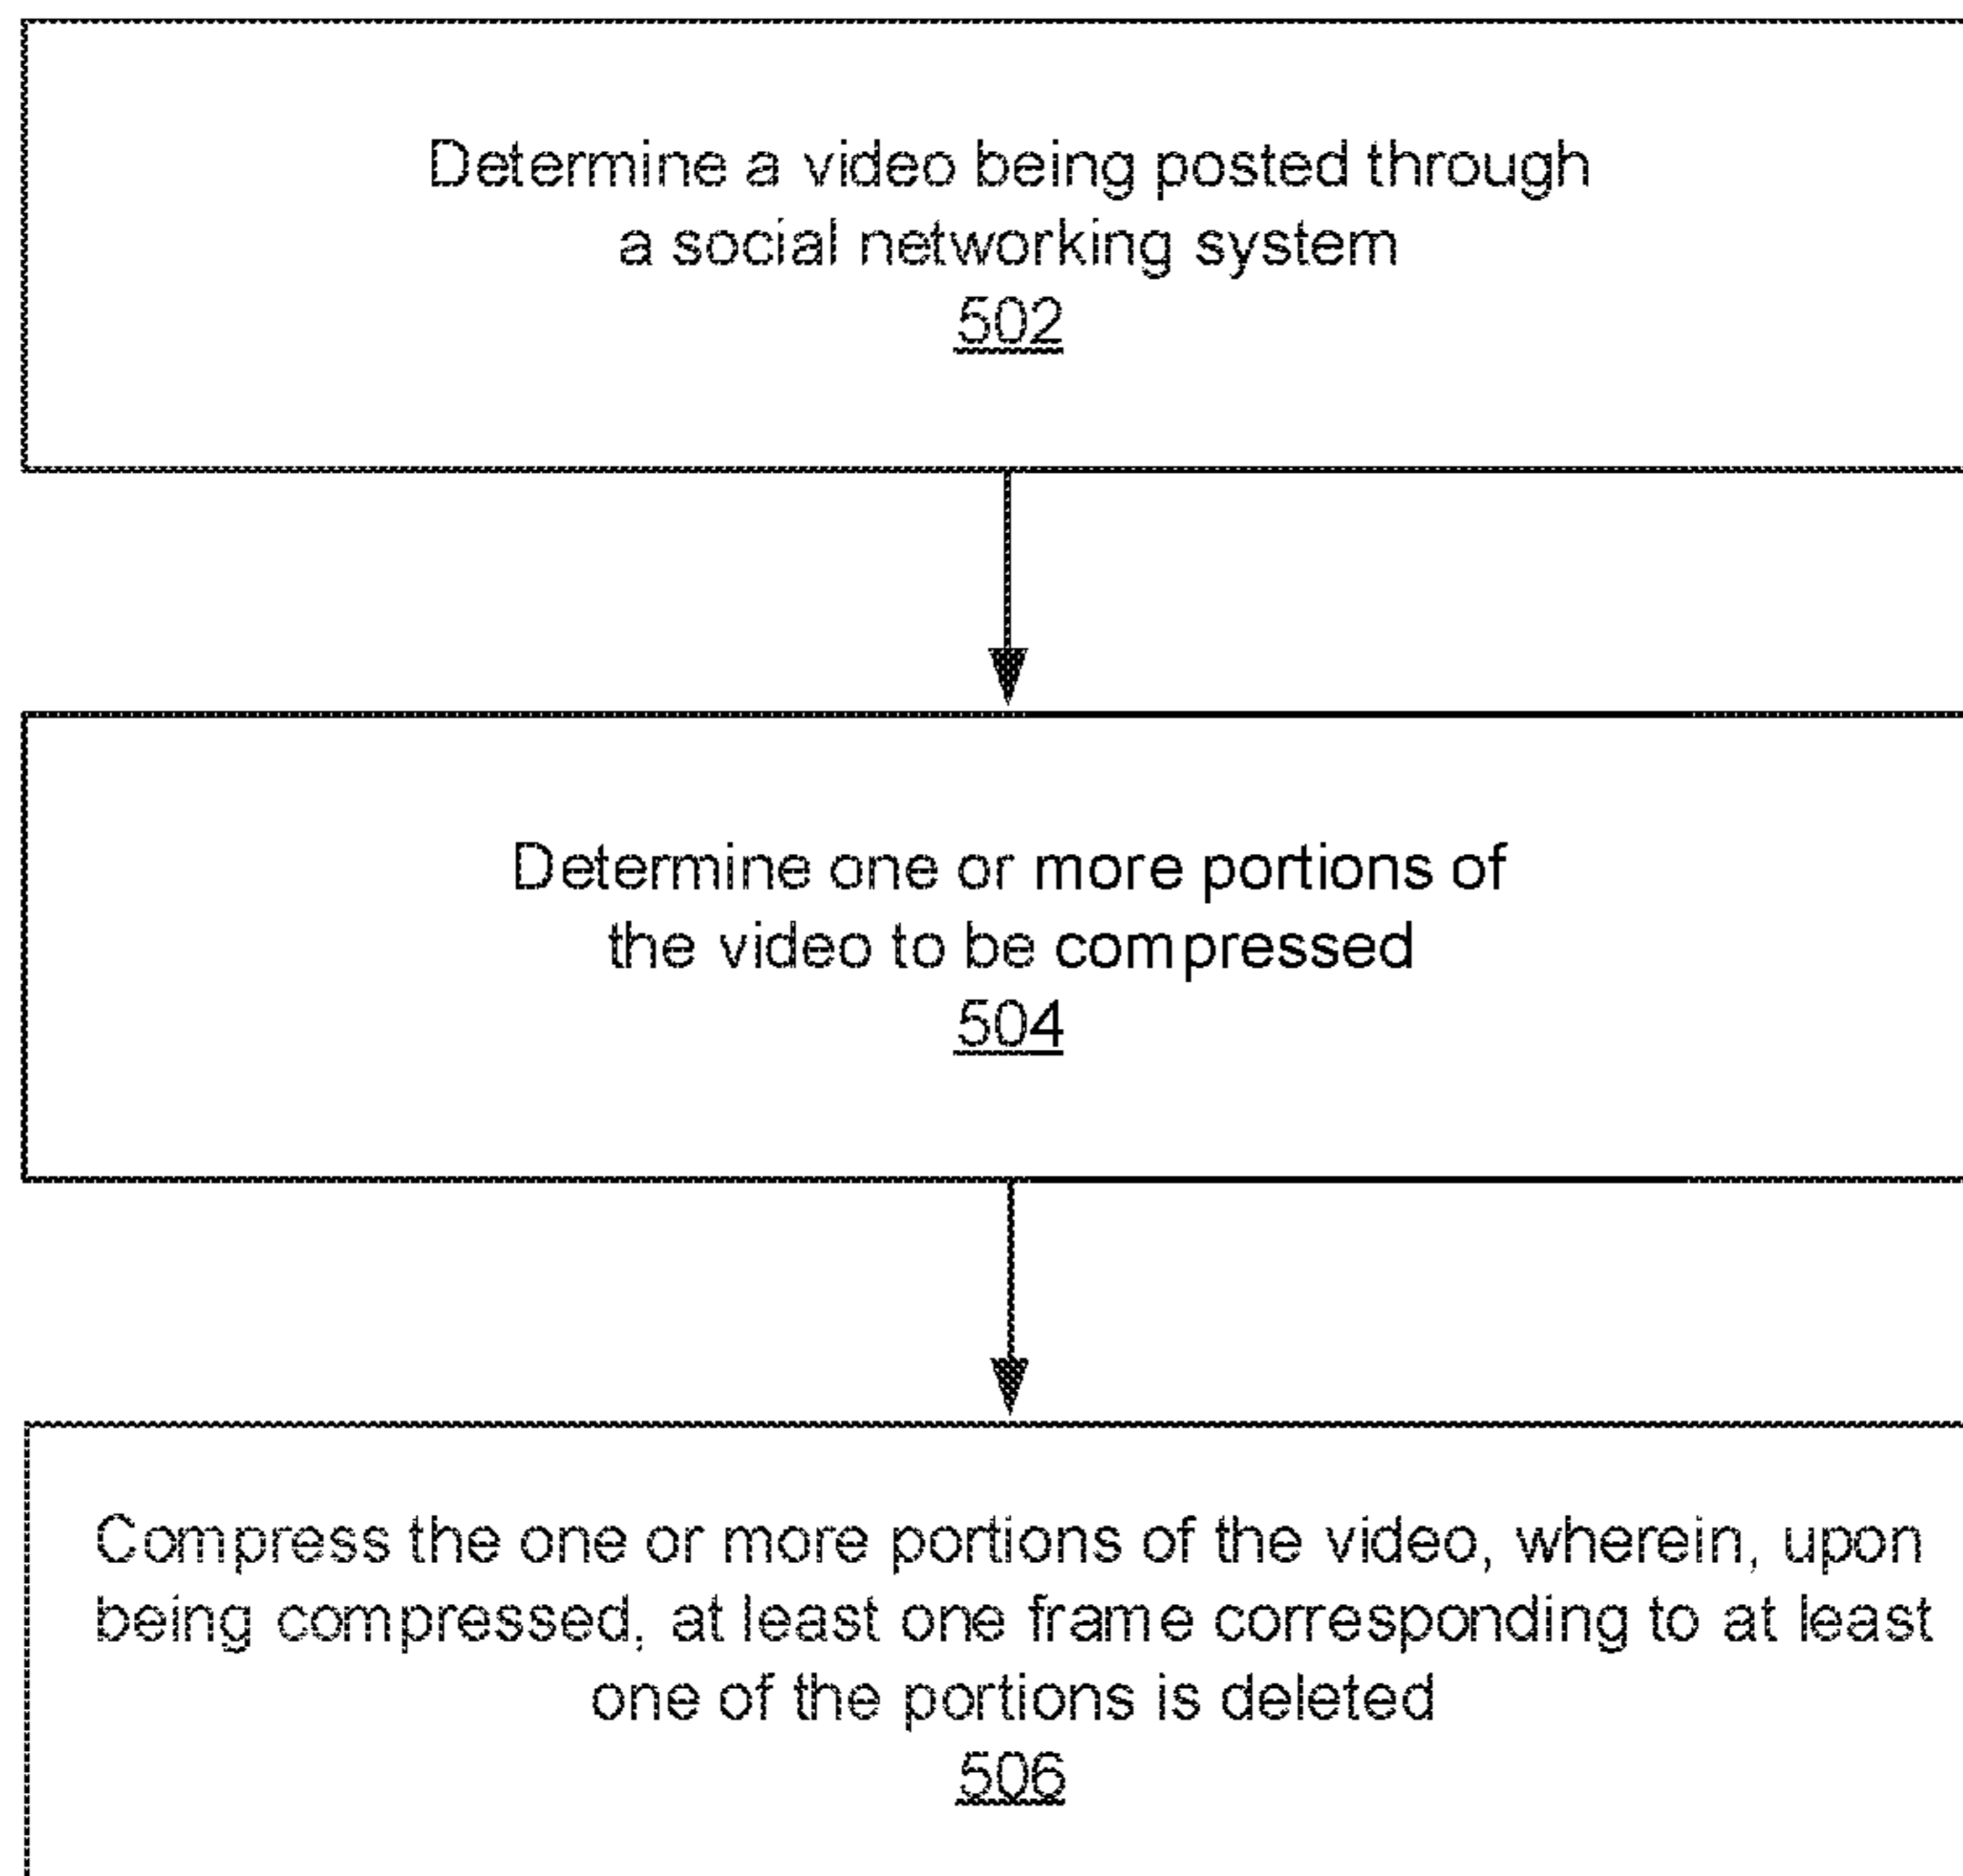 Determine a video being posted through
a social networking system
502
Determine one or more portions of
the video to be compressed
504
Compress the one or more portions of the video, wherein, upon
being compressed, at least one frame corresponding to at least
one of the portions is deleted
506